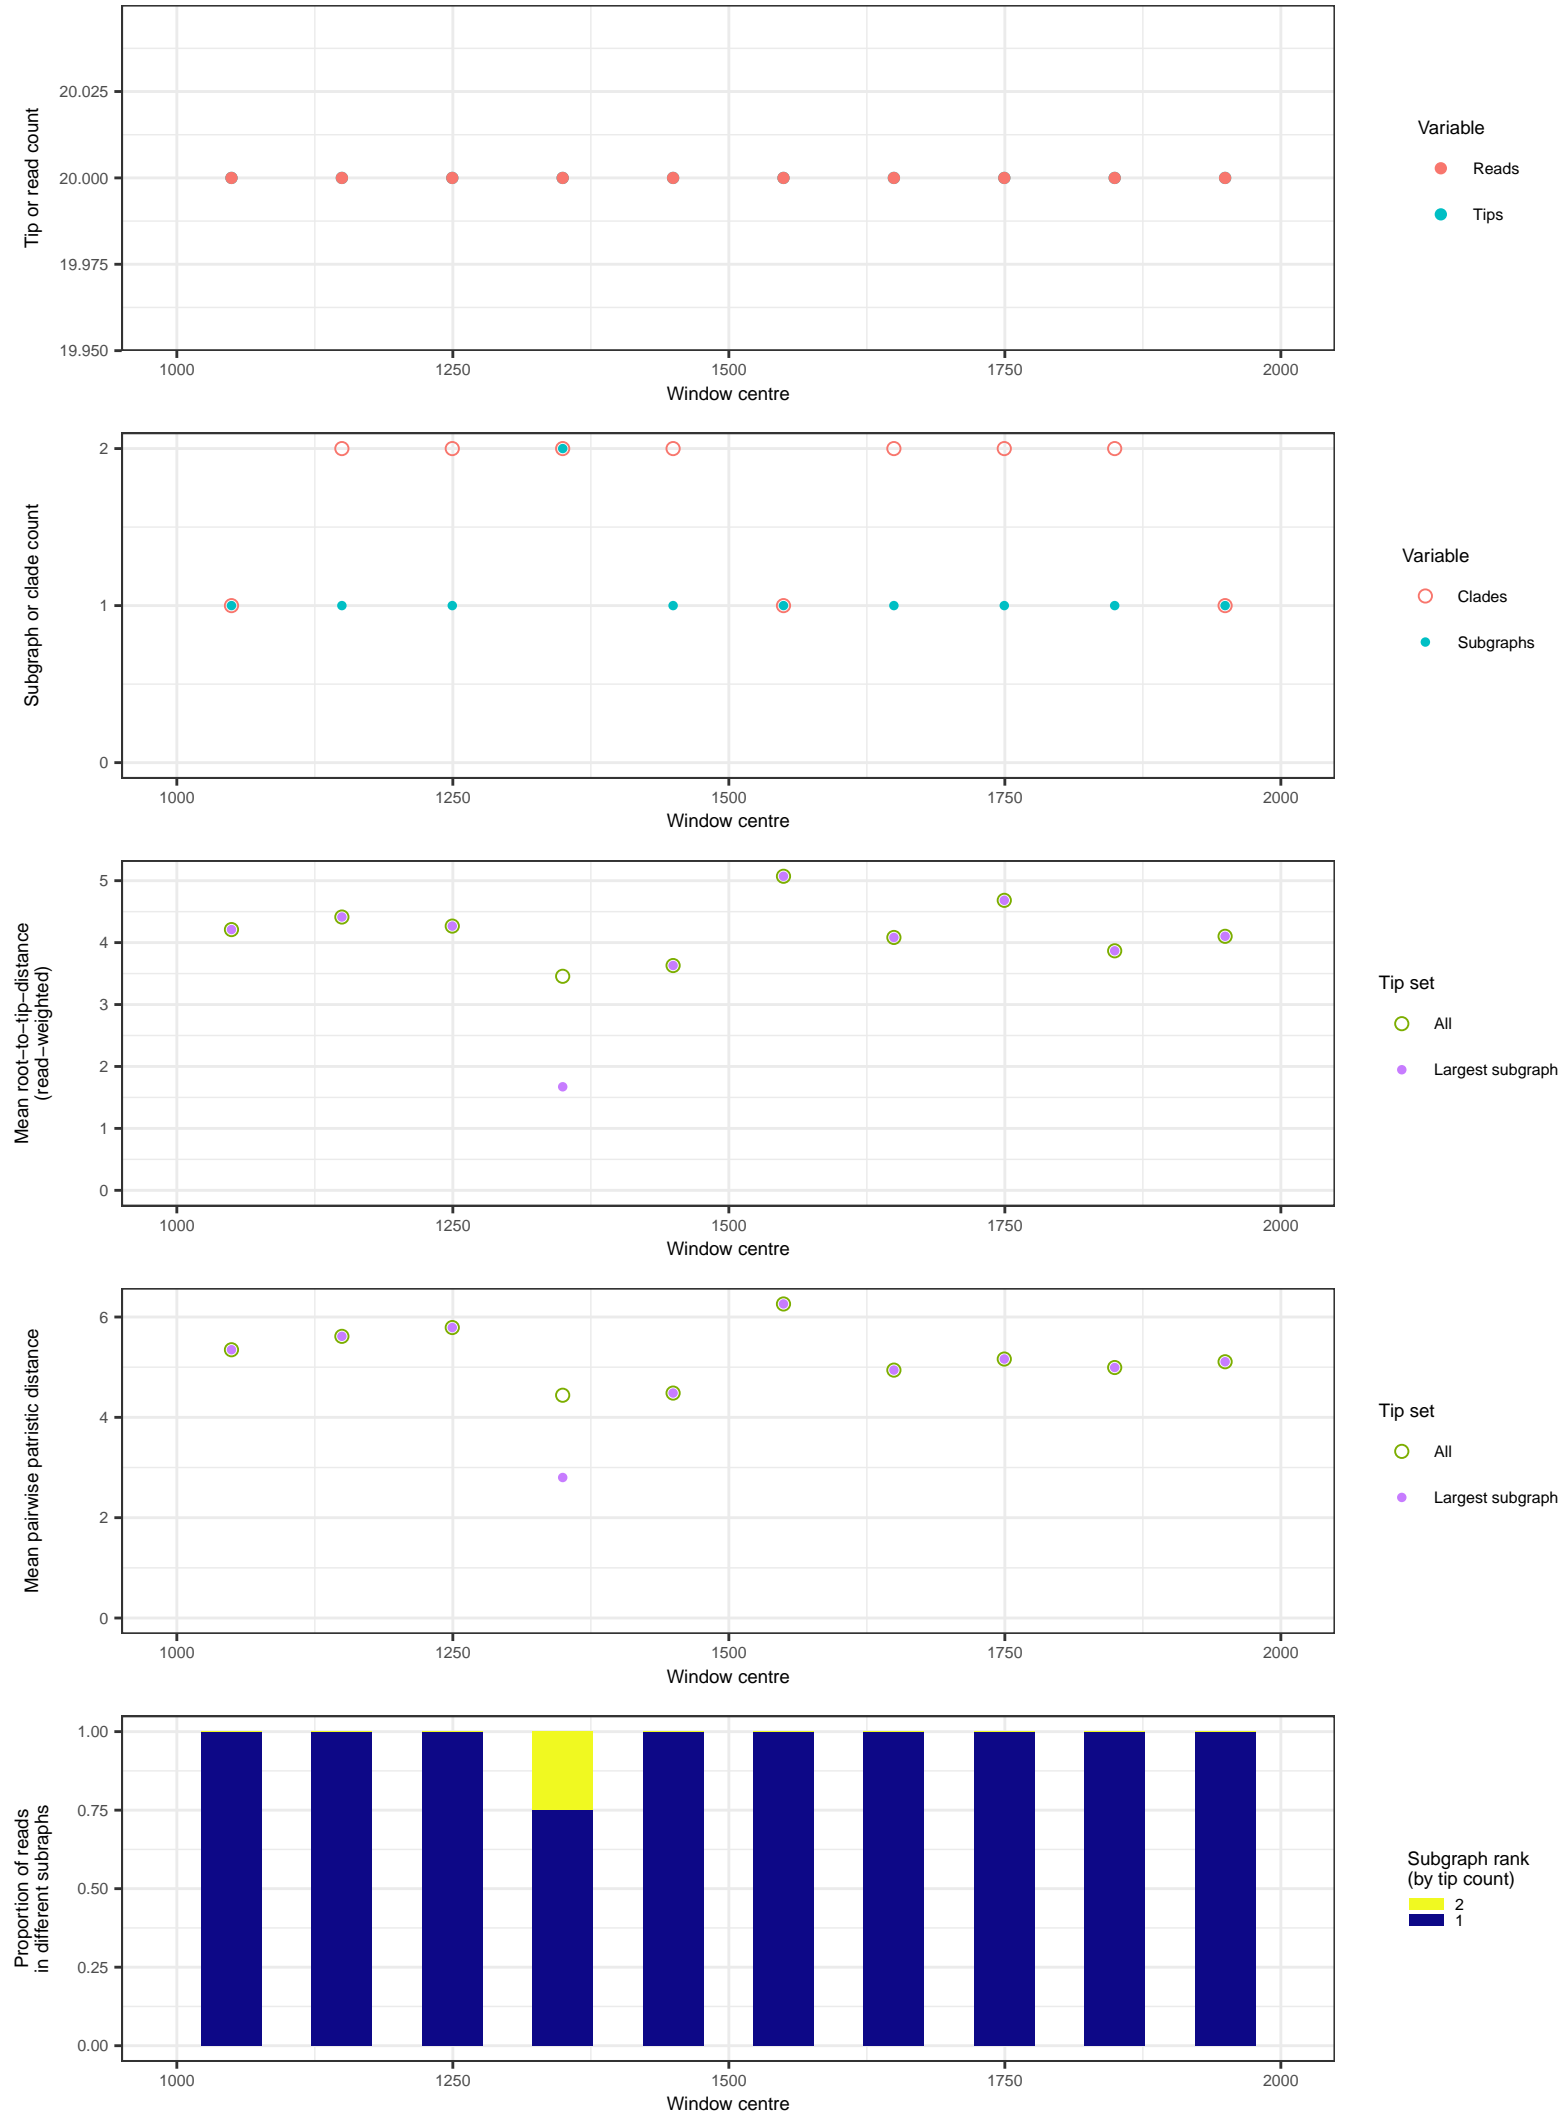 Tip or read count
20.025
20.000
19.975
19.950
1000 1250 1500 1750 2000
Window centre
Variable
Reads
Tips
Subgraph or clade count
2
1
0
1000 1250 1500 1750 2000
Window centre
Variable
Clades
Subgraphs
Mean root−to−tip−distance
(read−weighted)
5
4
3
2
1
0
1000 1250 1500 1750 2000
Window centre
Tip set
All
Largest subgraph
Mean pairwise patristic distance
6
4
2
0
1000 1250 1500 1750 2000
Window centre
Tip set
All
Largest subgraph
Proportion of reads
in different subraphs
1.00
0.75
0.50
0.25
0.00
1000 1250 1500 1750 2000
Window centre
Subgraph rank
(by tip count)
2
1